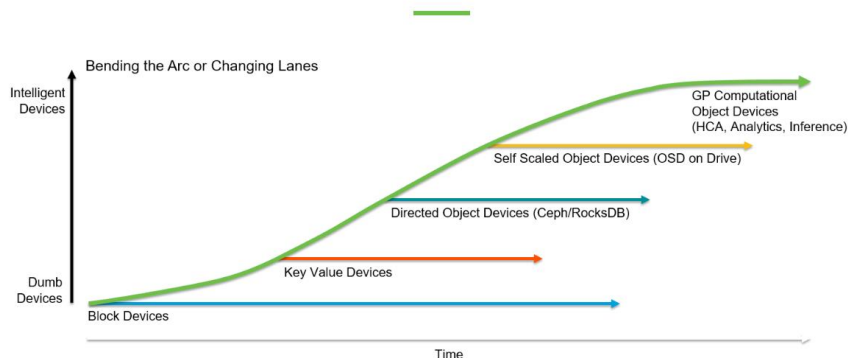 Bending the Arc or Changing Lanes
Intelligent
Devices
GP Computational
Object Devices
(HCA, Analytics, Inference)
Self Scaled Object Devices (OSD on Drive)
Directed Object Devices (Ceph/RocksDB)
Key Value Devices
Dumb
Devices
Block Devices
Time